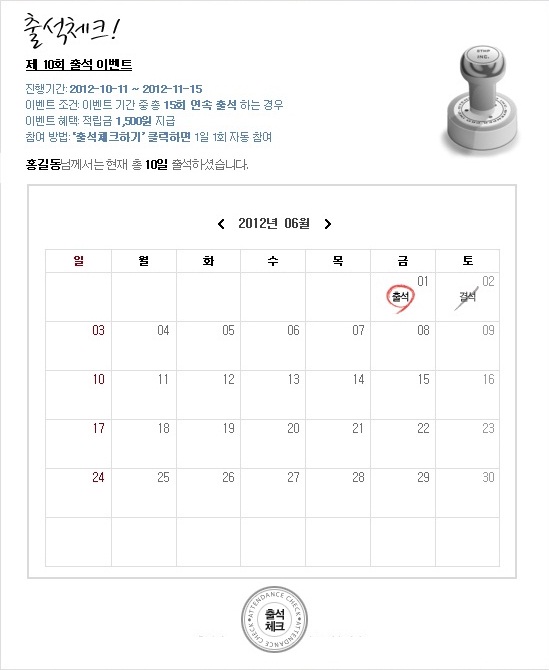 출석체크!
제 10회 출석 이벤트
진행기간: 2012-10-11 ~ 2012-11-15
이벤트 조건: 이벤트 기간 중 총 15회 연속 출석 하는 경우
이벤트 혜택: 적립금 1,500원 지급
참여 방법: '출석체크하기' 클릭하면 1일 1회 자동 참여
홍길동님께서는 현재 총 10일 출석하셨습니다.
STMP INC.
2012년 06월
일 월 화 수 목 금 토
01 02
출석 결석
03 04 05 06 07 08 09
10 11 12 13 14 15 16
17 18 19 20 21 22 23
24 25 26 27 28 29 30
ATTENDANCE CHECK
출석
체크
ATTENDANCE CHECK